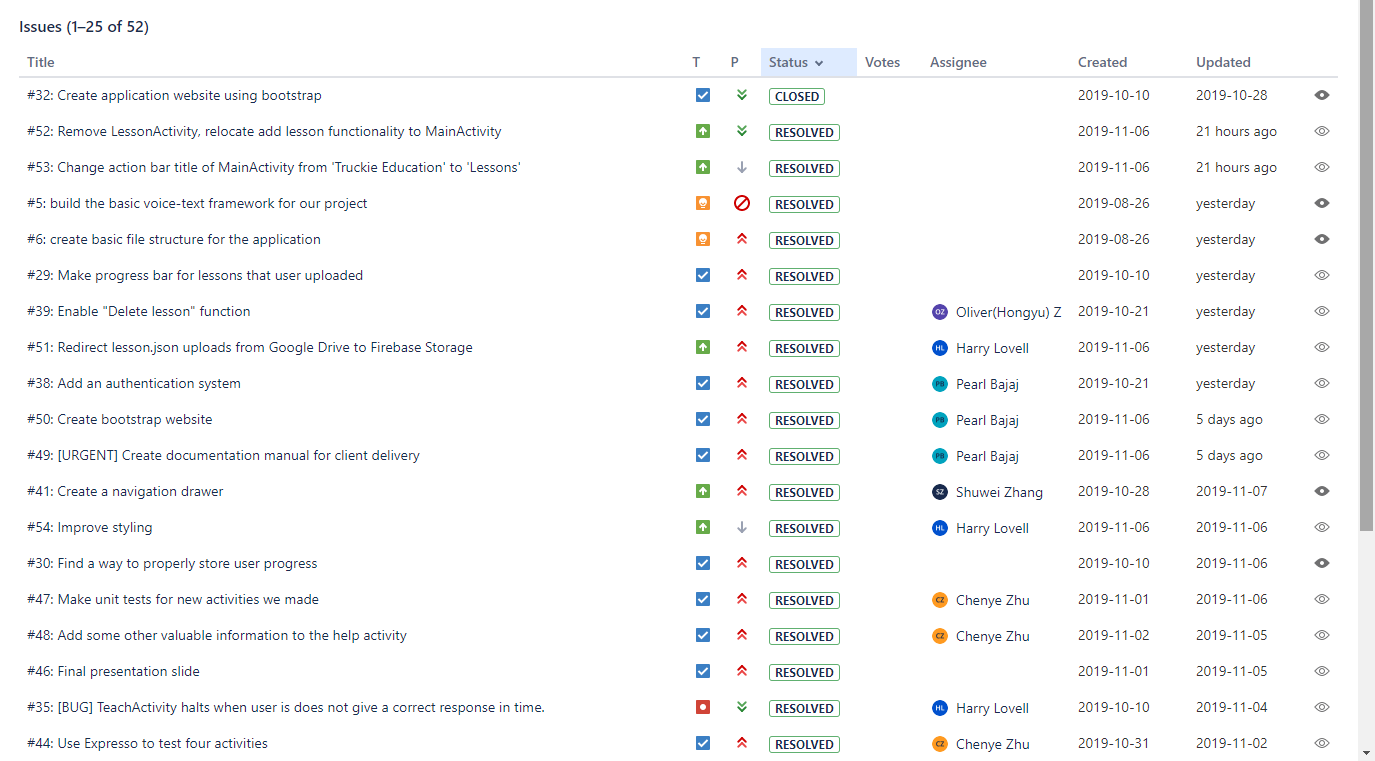 Issues (1–25 of 52)
Title T P Status Votes Assignee Created Updated
#32: Create application website using bootstrap CLOSED 2019-10-10 2019-10-28
#52: Remove LessonActivity, relocate add lesson functionality to MainActivity RESOLVED 2019-11-06 21 hours ago
#53: Change action bar title of MainActivity from 'Truckie Education' to 'Lessons' RESOLVED 2019-11-06 21 hours ago
#5: build the basic voice-text framework for our project RESOLVED 2019-08-26 yesterday
#6: create basic file structure for the application RESOLVED 2019-08-26 yesterday
#29: Make progress bar for lessons that user uploaded RESOLVED 2019-10-10 yesterday
#39: Enable "Delete lesson" function RESOLVED OZ Oliver(Hongyu) Z 2019-10-21 yesterday
#51: Redirect lesson.json uploads from Google Drive to Firebase Storage RESOLVED HL Harry Lovell 2019-11-06 yesterday
#38: Add an authentication system RESOLVED PB Pearl Bajaj 2019-10-21 yesterday
#50: Create bootstrap website RESOLVED PB Pearl Bajaj 2019-11-06 5 days ago
#49: [URGENT] Create documentation manual for client delivery RESOLVED PB Pearl Bajaj 2019-11-06 5 days ago
#41: Create a navigation drawer RESOLVED SZ Shuwei Zhang 2019-10-28 2019-11-07
#54: Improve styling RESOLVED HL Harry Lovell 2019-11-06 2019-11-06
#30: Find a way to properly store user progress RESOLVED 2019-10-10 2019-11-06
#47: Make unit tests for new activities we made RESOLVED CZ Chenye Zhu 2019-11-01 2019-11-06
#48: Add some other valuable information to the help activity RESOLVED CZ Chenye Zhu 2019-11-02 2019-11-05
#46: Final presentation slide RESOLVED 2019-11-01 2019-11-05
#35: [BUG] TeachActivity halts when user is does not give a correct response in time. RESOLVED HL Harry Lovell 2019-10-10 2019-11-04
#44: Use Expresso to test four activities RESOLVED CZ Chenye Zhu 2019-10-31 2019-11-02